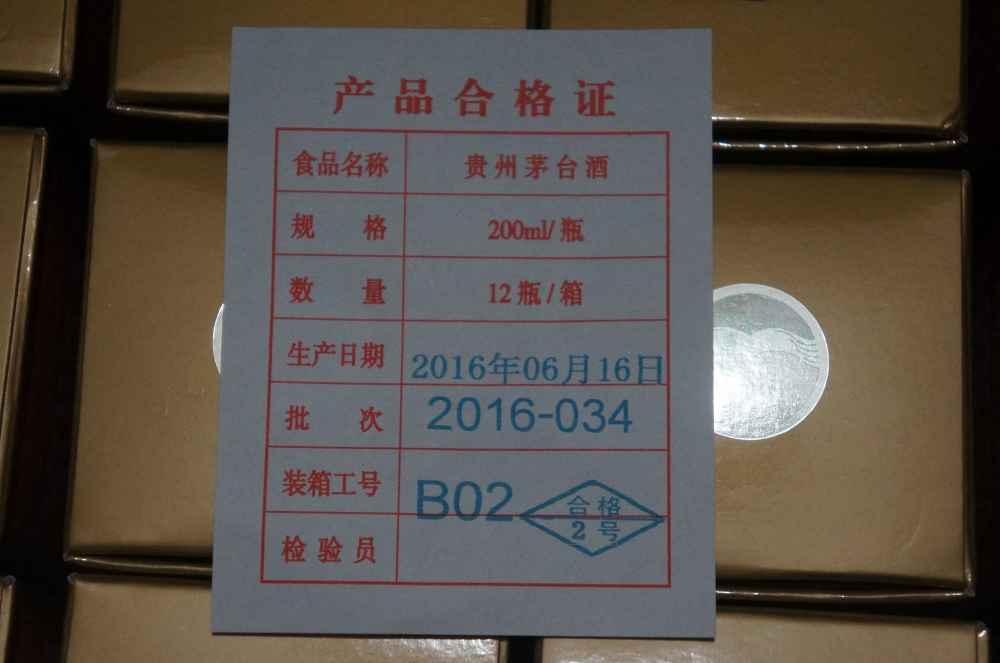 产品合格证
食品名称 贵州茅台酒
规格 200ml/瓶
数量 12瓶/箱
生产日期 2016年06月16日
批次 2016-034
装箱工号 B02
合格
2号
检验员